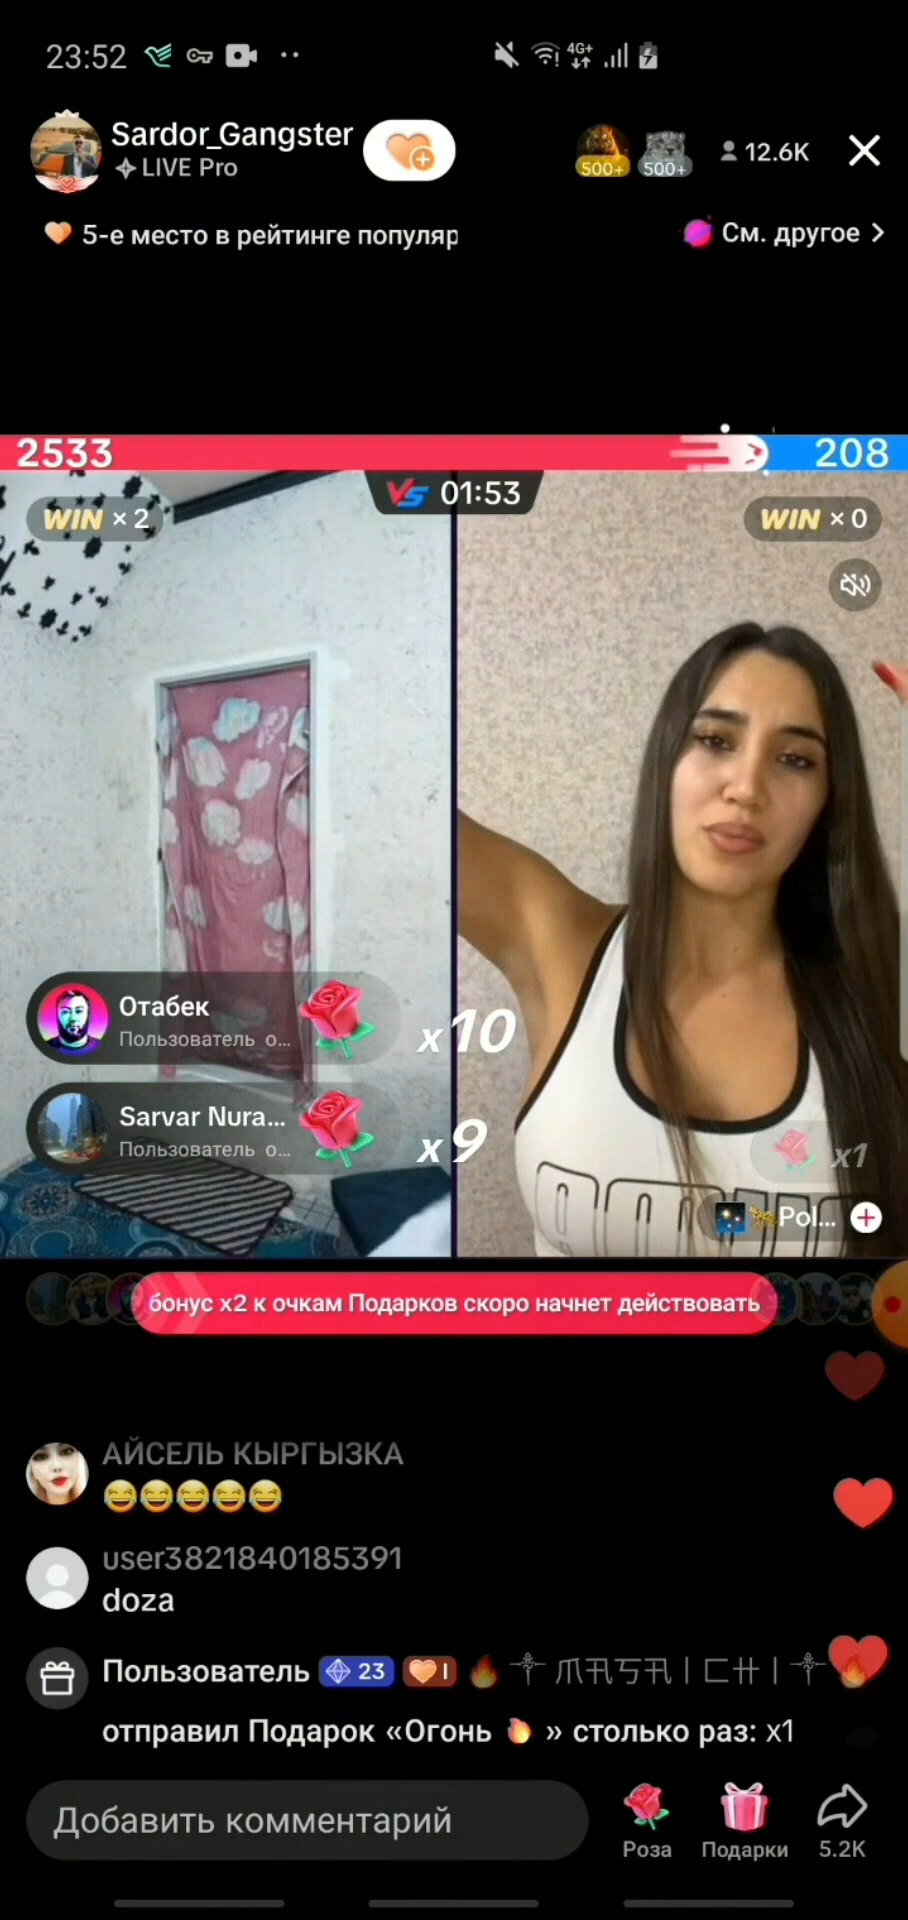 23:52
4G+
Sardor_Gangster
LIVE Pro
500+
500+
12.6K
5-е место в рейтинге популяр
См. другое >
2533
208
VS 01:53
WIN × 2
WIN × 0
Отабек
Пользователь о...
x10
Sarvar Nura...
Пользователь о...
x9
x1
Pol...
бонус x2 к очкам Подарков скоро начнет действовать
АЙСЕЛЬ КЫРГЫЗКА
user3821840185391
doza
Пользователь 23 I
отправил Подарок «Огонь 🔥 » столько раз: x1
Добавить комментарий
Роза
Подарки
5.2K